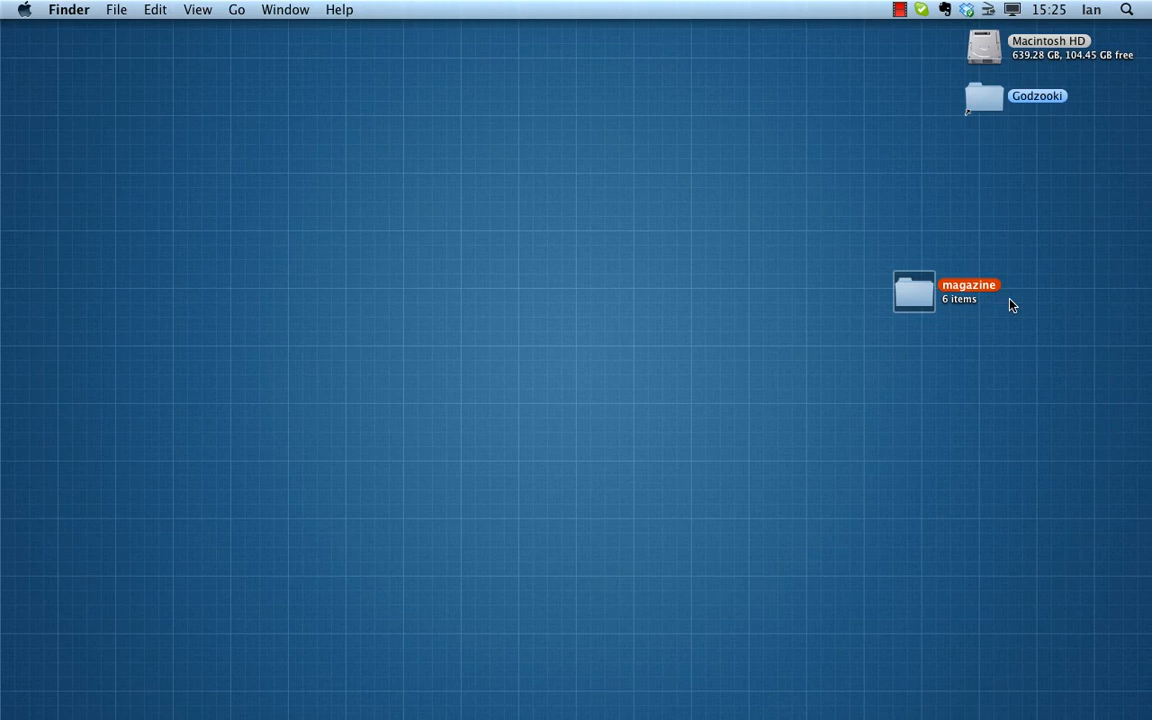 Finder File Edit View Go Window Help 15:25 Ian
Macintosh HD
639.28 GB, 104.45 GB free
Godzooki
magazine
6 items